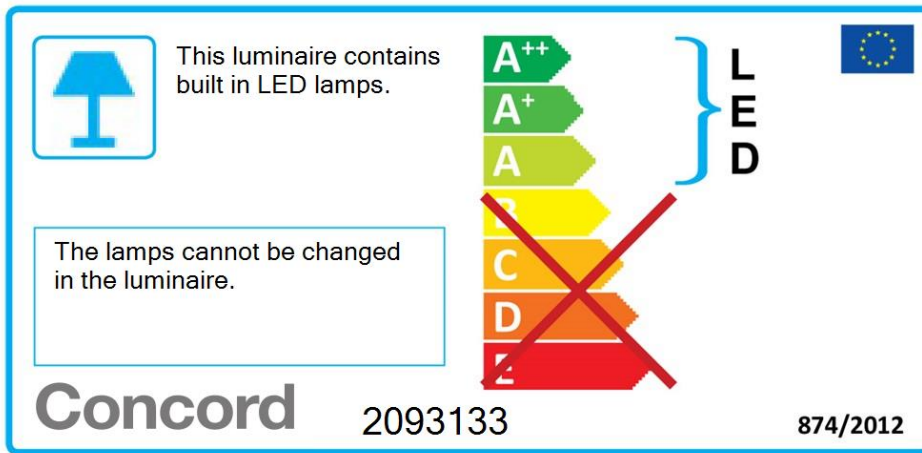 This luminaire contains
built in LED lamps.
A++
A+
A
B
C
D
E
L
E
D
The lamps cannot be changed
in the luminaire.
Concord
2093133
874/2012